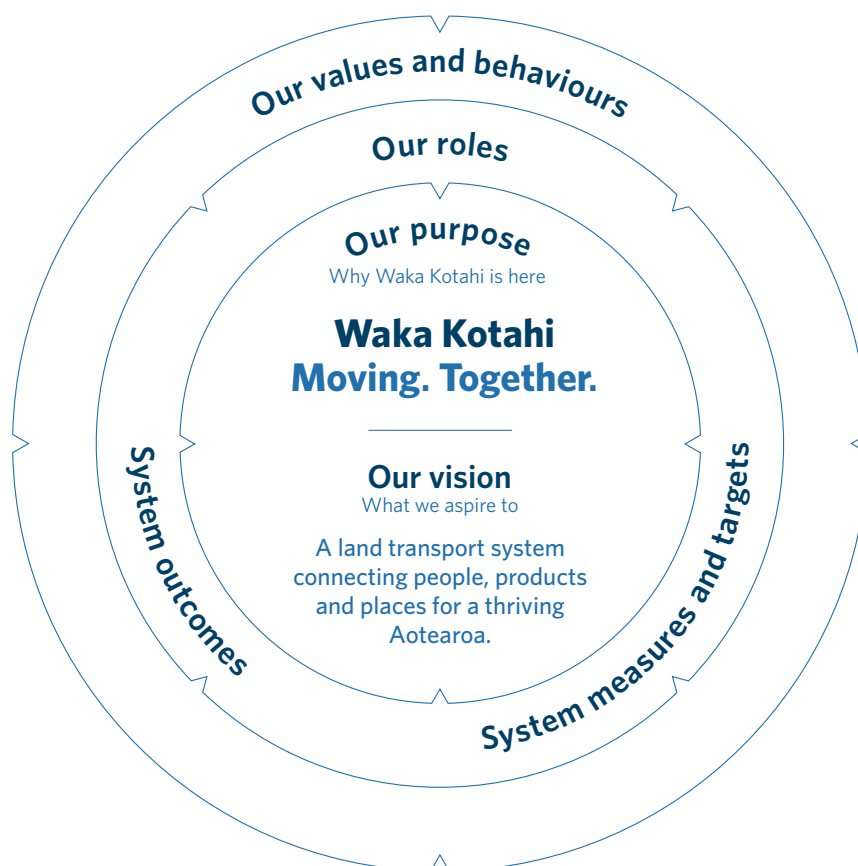 Our values and behaviours
Our roles
Our purpose
Why Waka Kotahi is here
Waka Kotahi
Moving. Together.
Our vision
What we aspire to
A land transport system
connecting people, products
and places for a thriving
Aotearoa.
System outcomes
System measures and targets